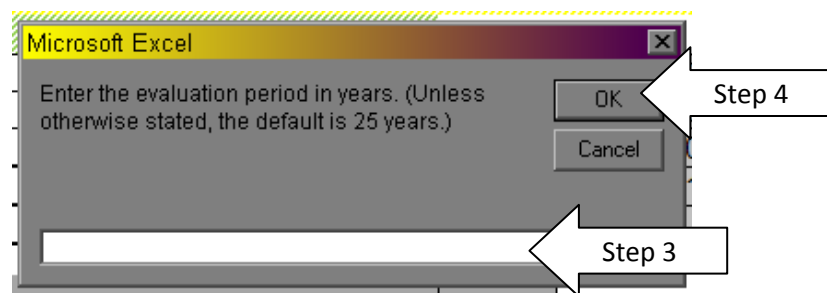 Microsoft Excel
Enter the evaluation period in years. (Unless
otherwise stated, the default is 25 years.)
OK
Step 4
Cancel
Step 3